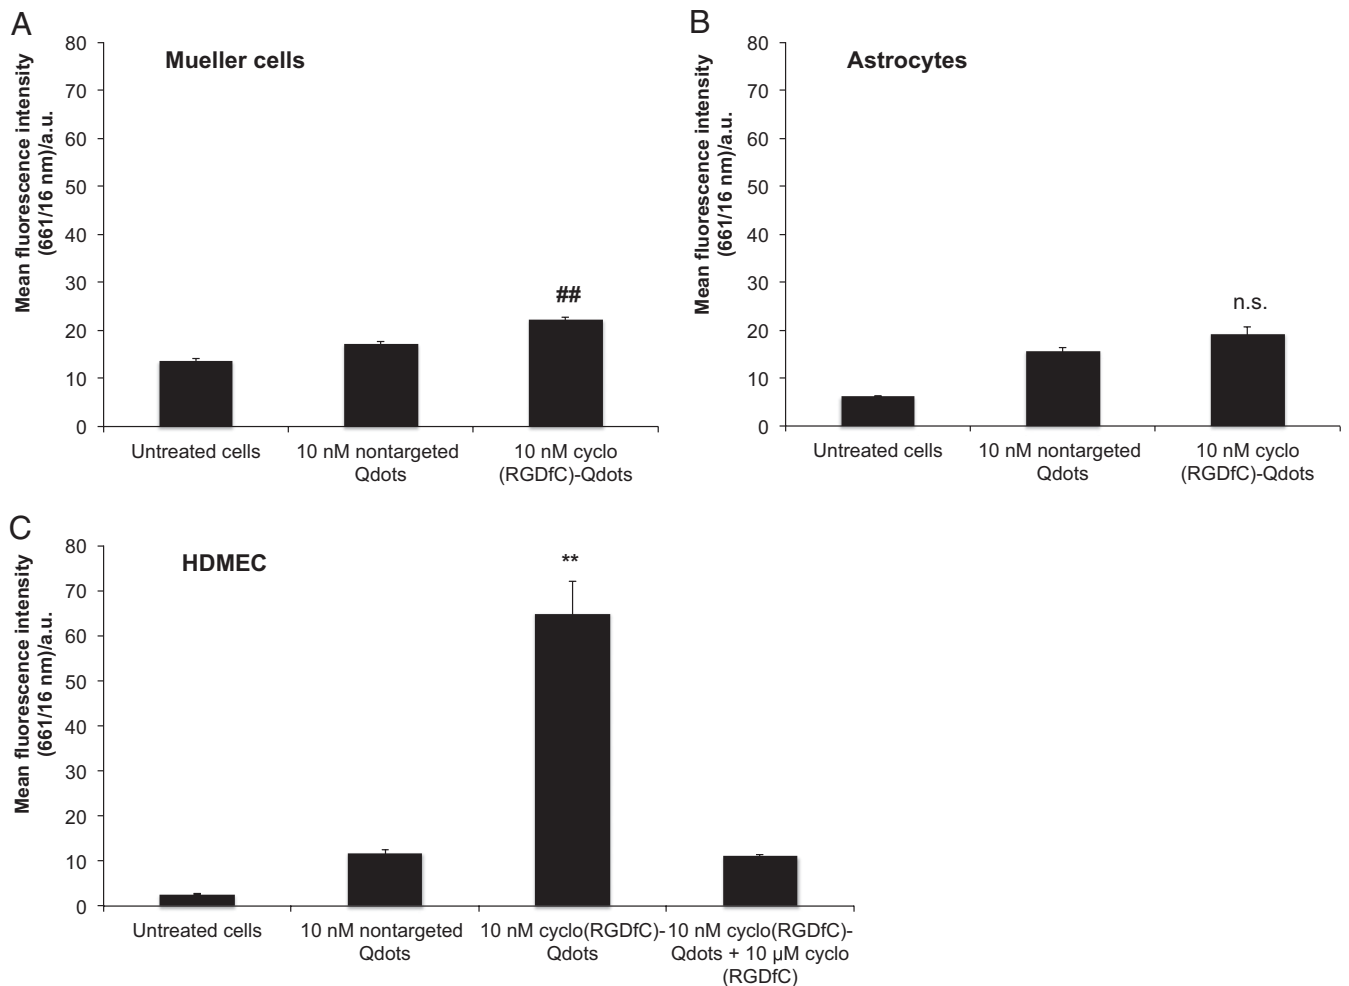 A
Mueller cells
Mean fluorescence intensity
(661/16 nm)/a.u.
80
70
60
50
40
30
20
10
0
##
Untreated cells
10 nM nontargeted
Qdots
10 nM cyclo
(RGDfC)-Qdots
B
Astrocytes
Mean fluorescence intensity
(661/16 nm)/a.u.
80
70
60
50
40
30
20
10
0
n.s.
Untreated cells
10 nM nontargeted
Qdots
10 nM cyclo
(RGDfC)-Qdots
C
HDMEC
Mean fluorescence intensity
(661/16 nm)/a.u.
80
70
60
50
40
30
20
10
0
**
Untreated cells
10 nM nontargeted
Qdots
10 nM cyclo(RGDfC)-
Qdots
10 nM cyclo(RGDfC)-
Qdots + 10 µM cyclo
(RGDfC)